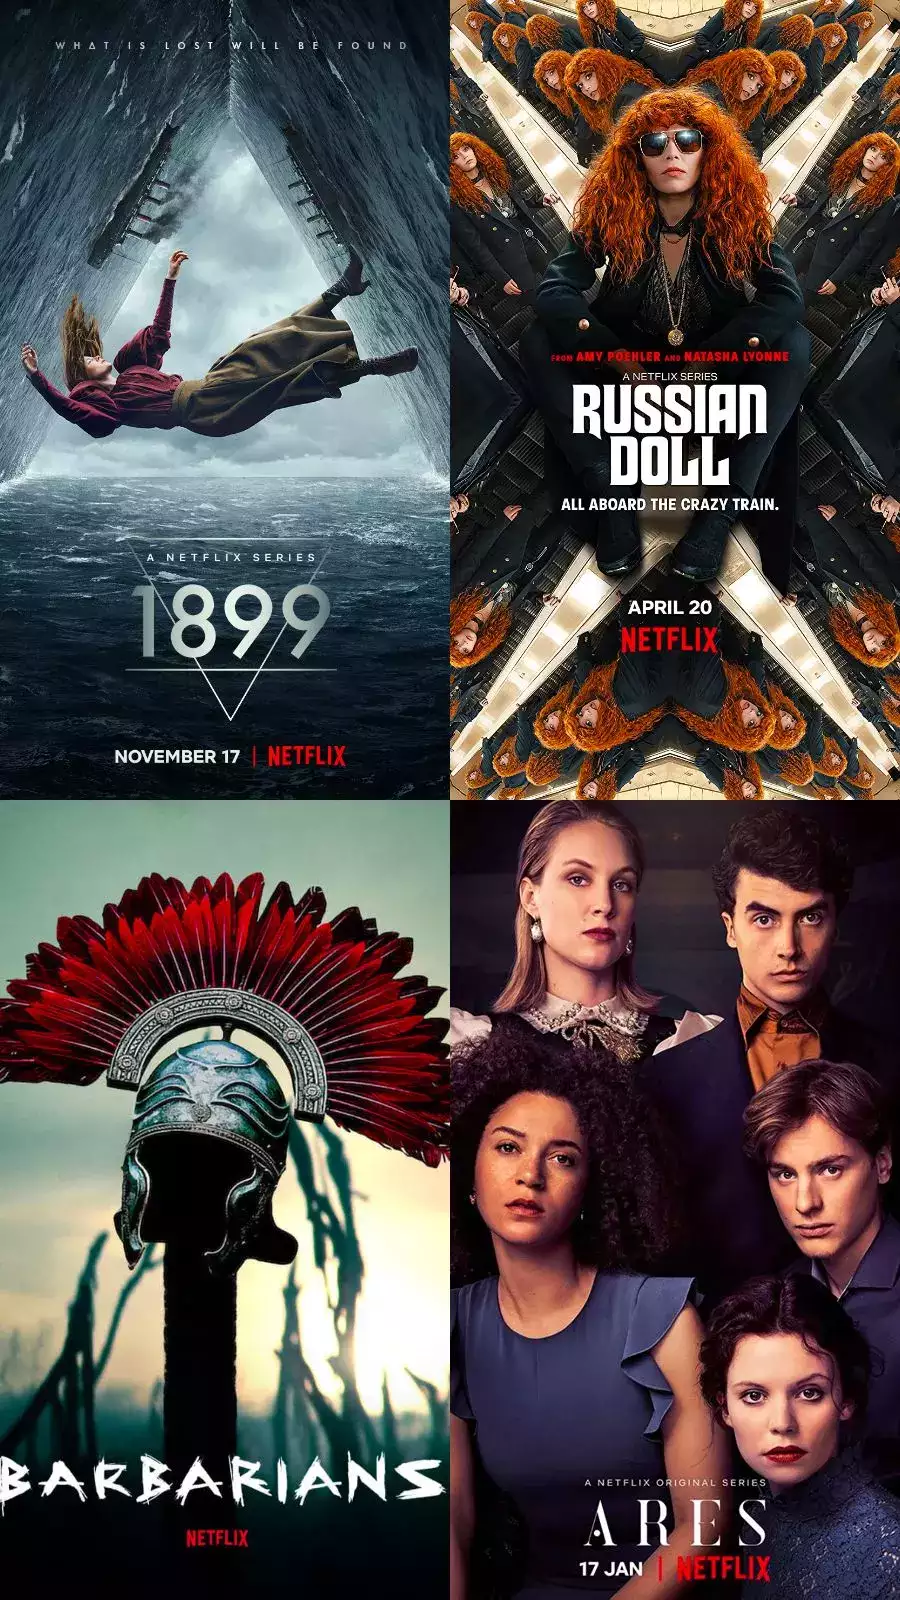 WHAT IS LOST WILL BE FOUND
A NETFLIX SERIES
1899
NOVEMBER 17 | NETFLIX
FROM AMY POEHLER AND NATASHA LYONNE
A NETFLIX SERIES
RUSSIAN
DOLL
ALL ABOARD THE CRAZY TRAIN.
APRIL 20
NETFLIX
BARBARIANS
NETFLIX
A NETFLIX ORIGINAL SERIES
ARES
17 JAN | NETFLIX